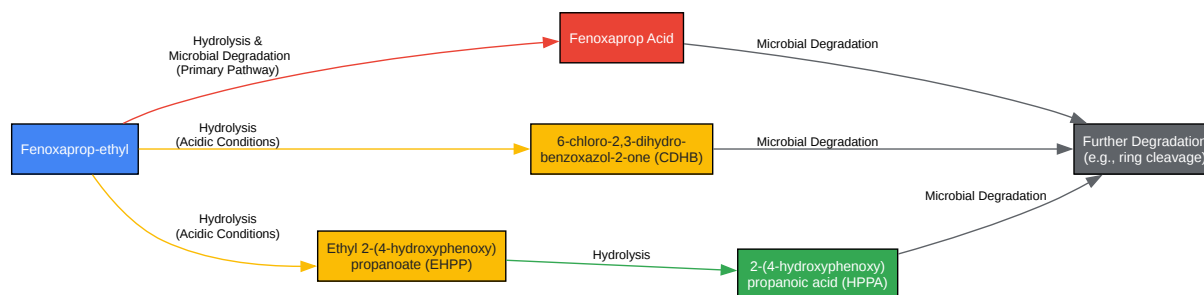 Hydrolysis &
Microbial Degradation
(Primary Pathway)
Fenoxaprop Acid
Microbial Degradation
Fenoxaprop-ethyl
Hydrolysis
(Acidic Conditions)
6-chloro-2,3-dihydro-
benzoxazol-2-one (CDHB)
Microbial Degradation
Further Degradation
(e.g., ring cleavage)
Hydrolysis
(Acidic Conditions)
Ethyl 2-(4-hydroxyphenoxy)
propanoate (EHPP)
Hydrolysis
2-(4-hydroxyphenoxy)
propanoic acid (HPPA)
Microbial Degradation